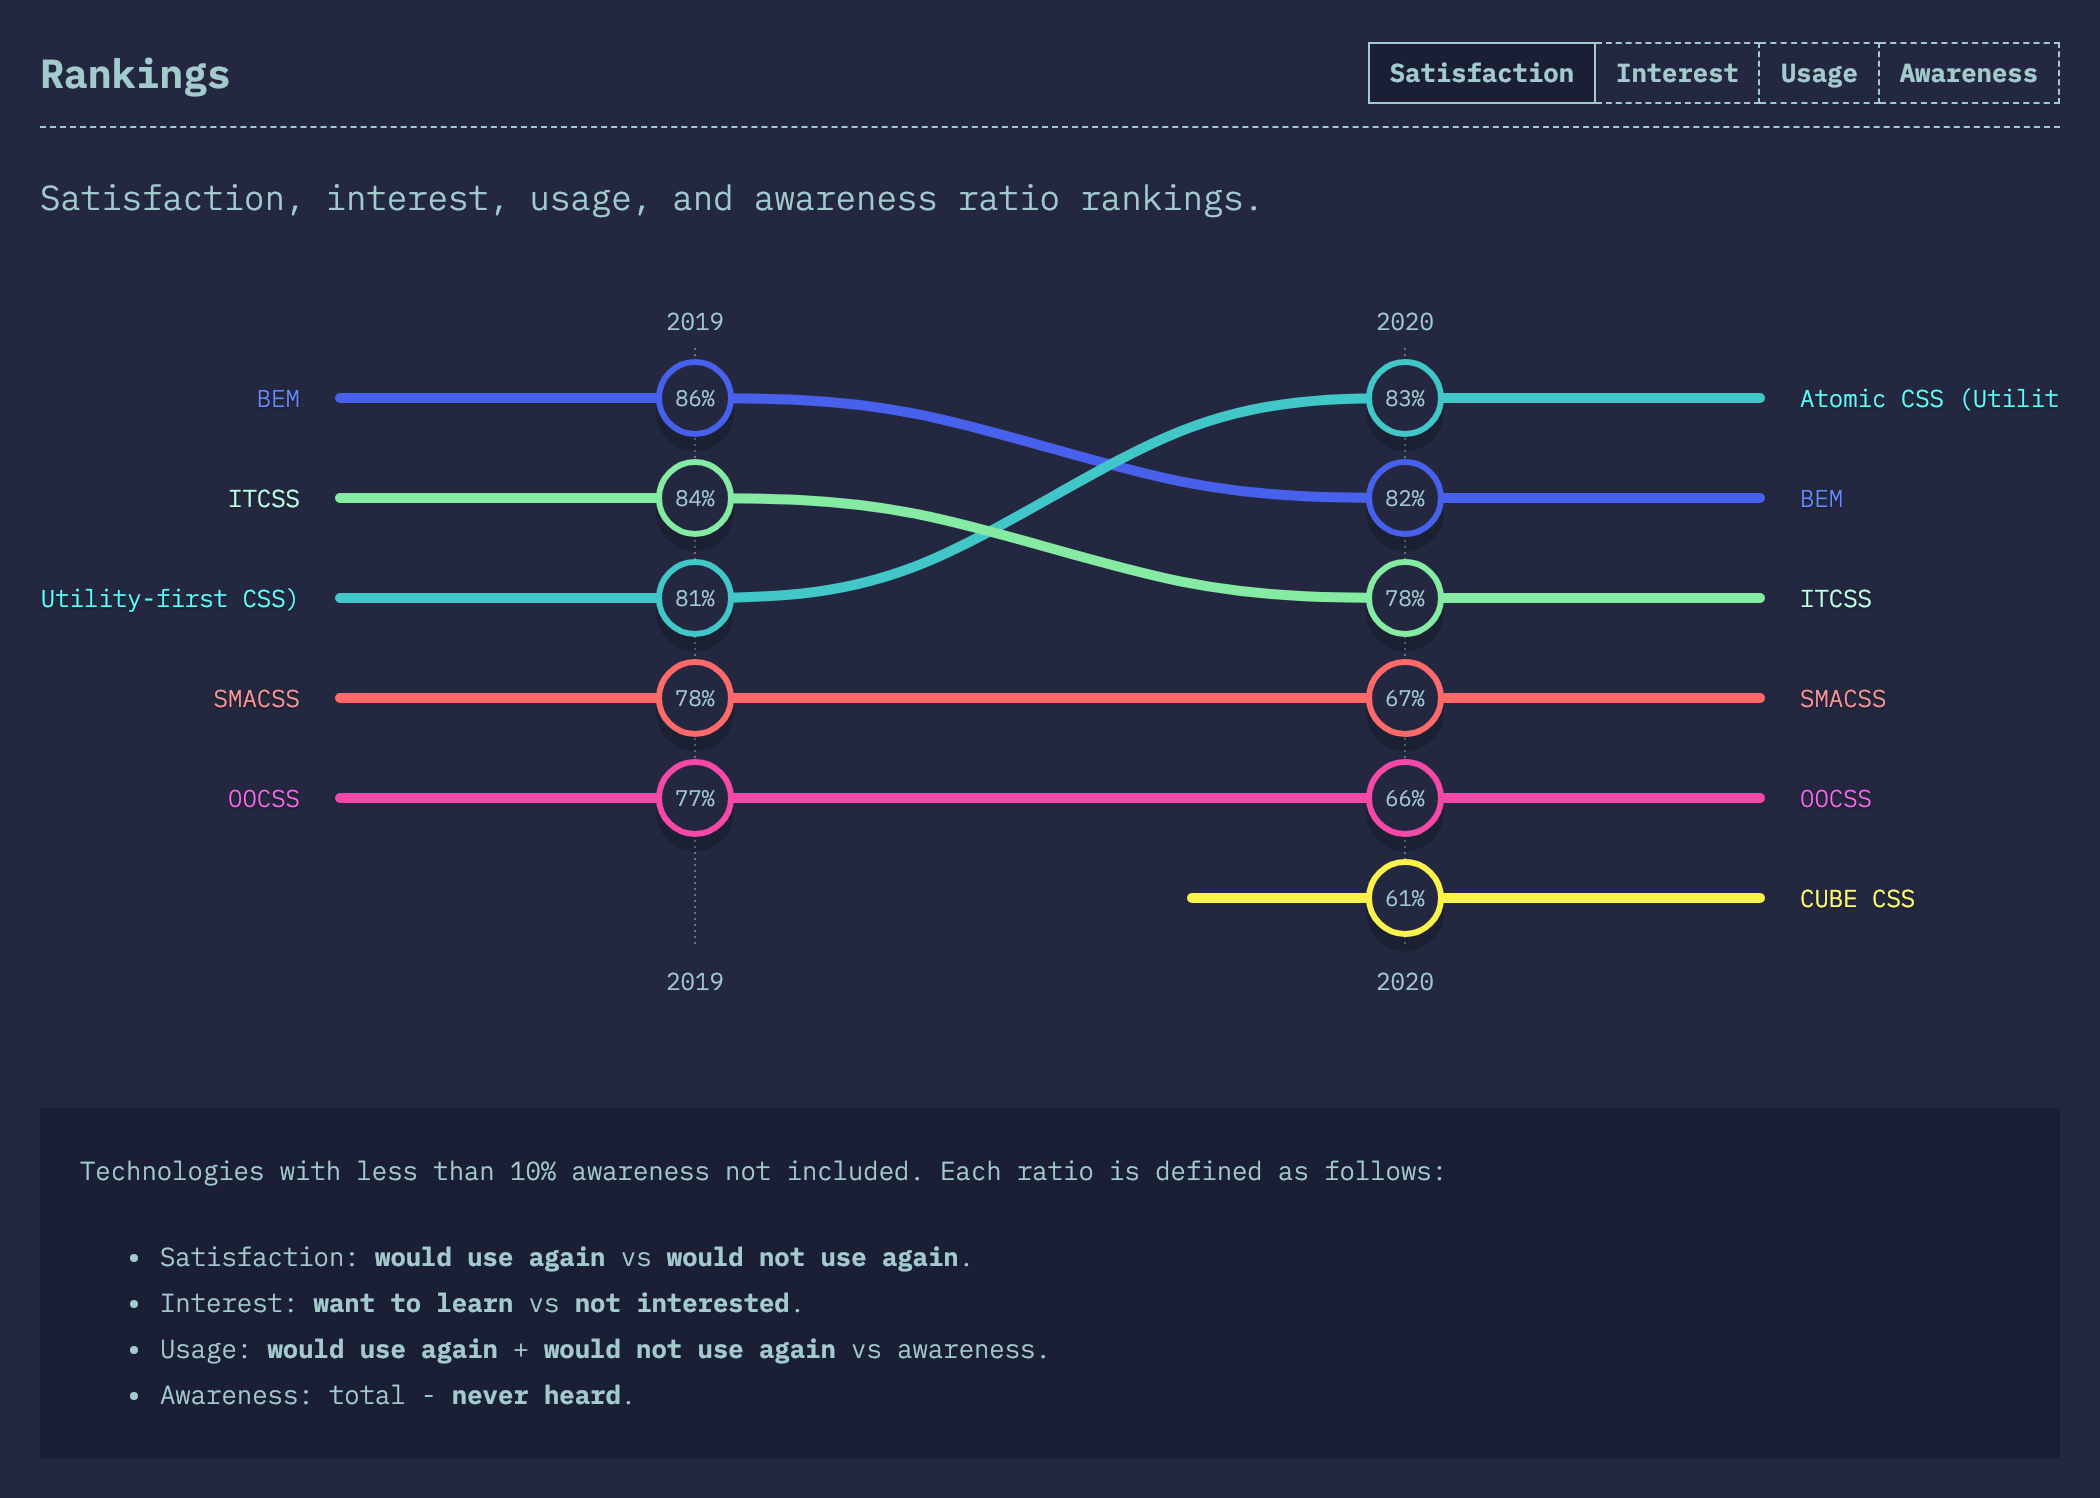 Rankings
Satisfaction Interest Usage Awareness
Satisfaction, interest, usage, and awareness ratio rankings.
2019 2020
BEM 86% 83% Atomic CSS (Utilit
ITCSS 84% 82% BEM
Utility-first CSS) 81% 78% ITCSS
SMACSS 78% 67% SMACSS
OOCSS 77% 66% OOCSS
61% CUBE CSS
2019 2020
Technologies with less than 10% awareness not included. Each ratio is defined as follows:
• Satisfaction: would use again vs would not use again.
• Interest: want to learn vs not interested.
• Usage: would use again + would not use again vs awareness.
• Awareness: total - never heard.